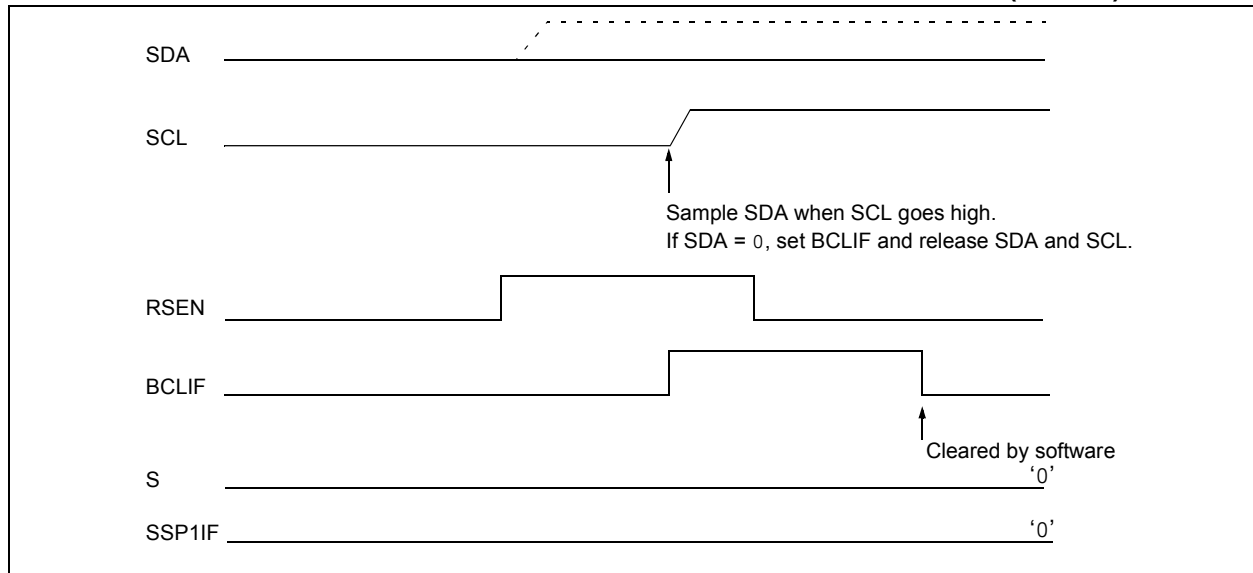 SDA
SCL
Sample SDA when SCL goes high.
If SDA = 0, set BCLIF and release SDA and SCL.
RSEN
BCLIF
Cleared by software
S
‘0’
SSP1IF
‘0’